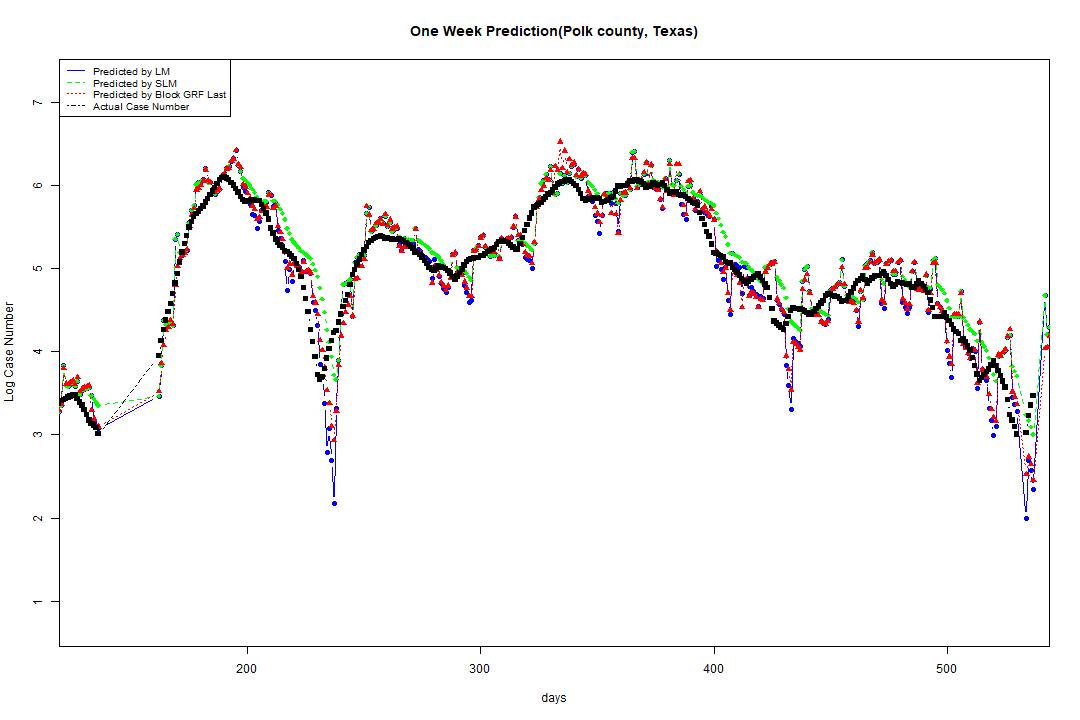 One Week Prediction(Polk county, Texas)
Predicted by LM
Predicted by SLM
Predicted by Block GRF Last
Actual Case Number
7
6
5
4
3
2
1
Log Case Number
200 300 400 500
days